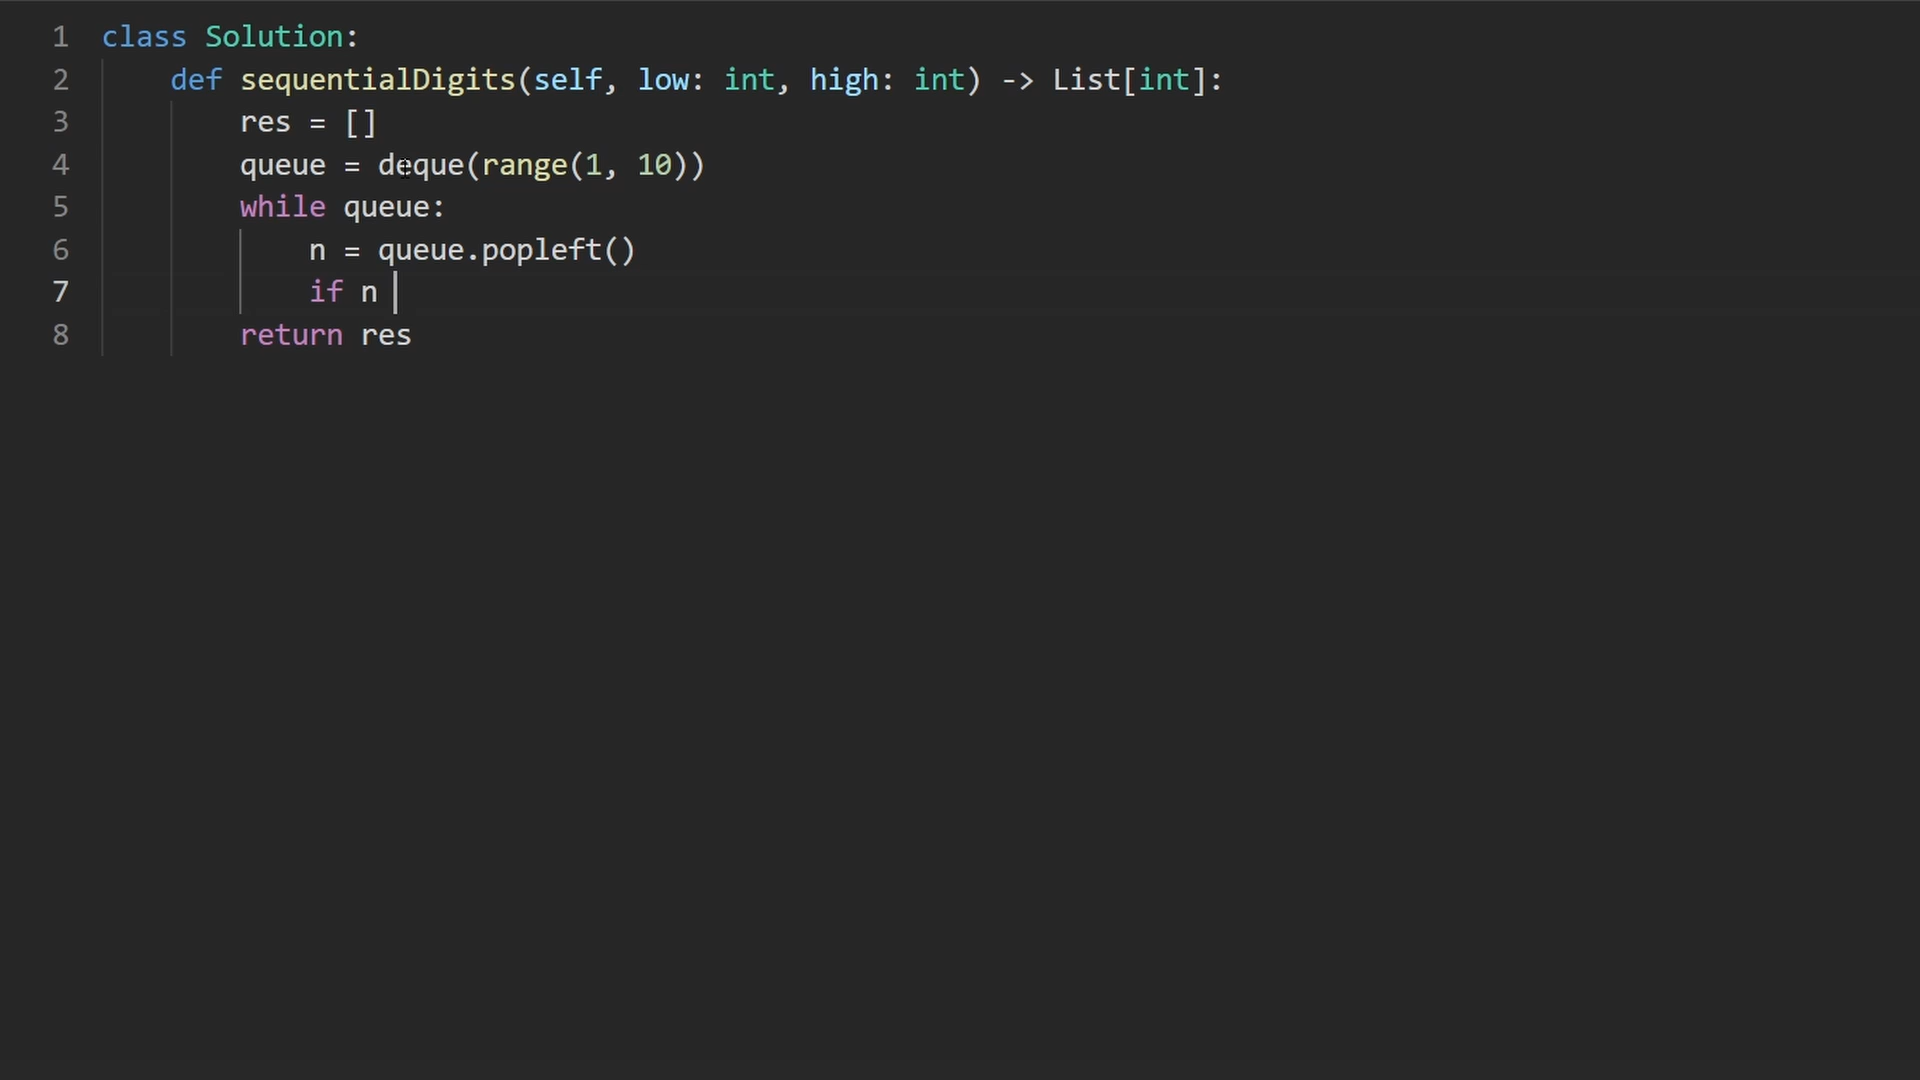 1 class Solution:
2     def sequentialDigits(self, low: int, high: int) -> List[int]:
3         res = []
4         queue = deque(range(1, 10))
5         while queue:
6             n = queue.popleft()
7             if n
8         return res